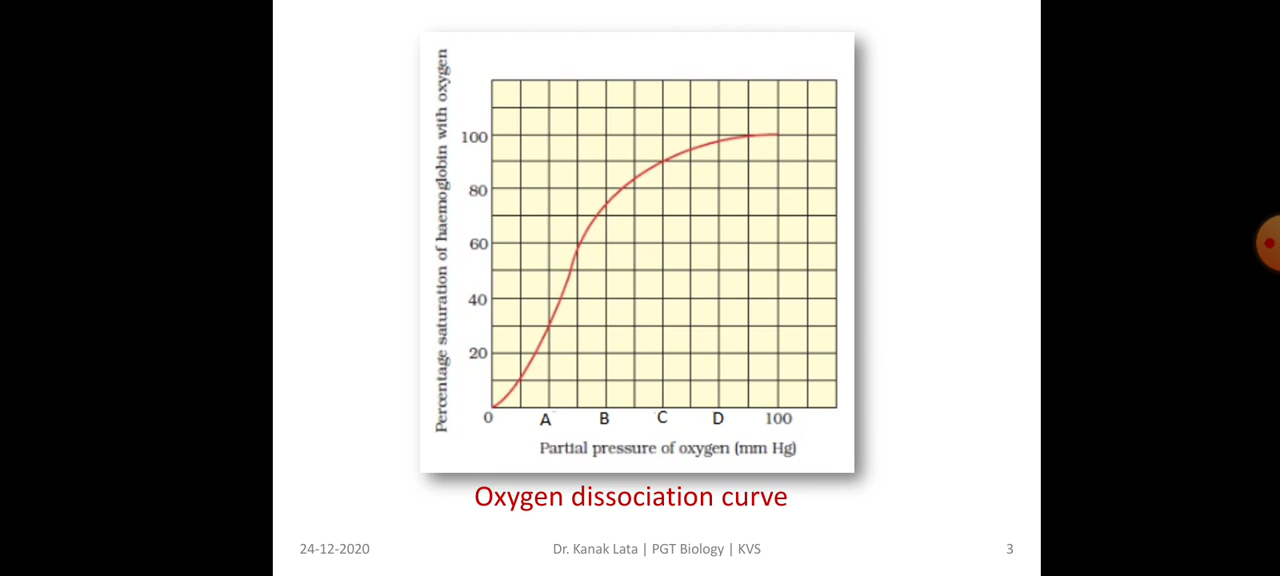 Percentage saturation of haemoglobin with oxygen
100
80
60
40
20
0 A B C D 100
Partial pressure of oxygen (mm Hg)
Oxygen dissociation curve
24-12-2020 Dr. Kanak Lata | PGT Biology | KVS 3